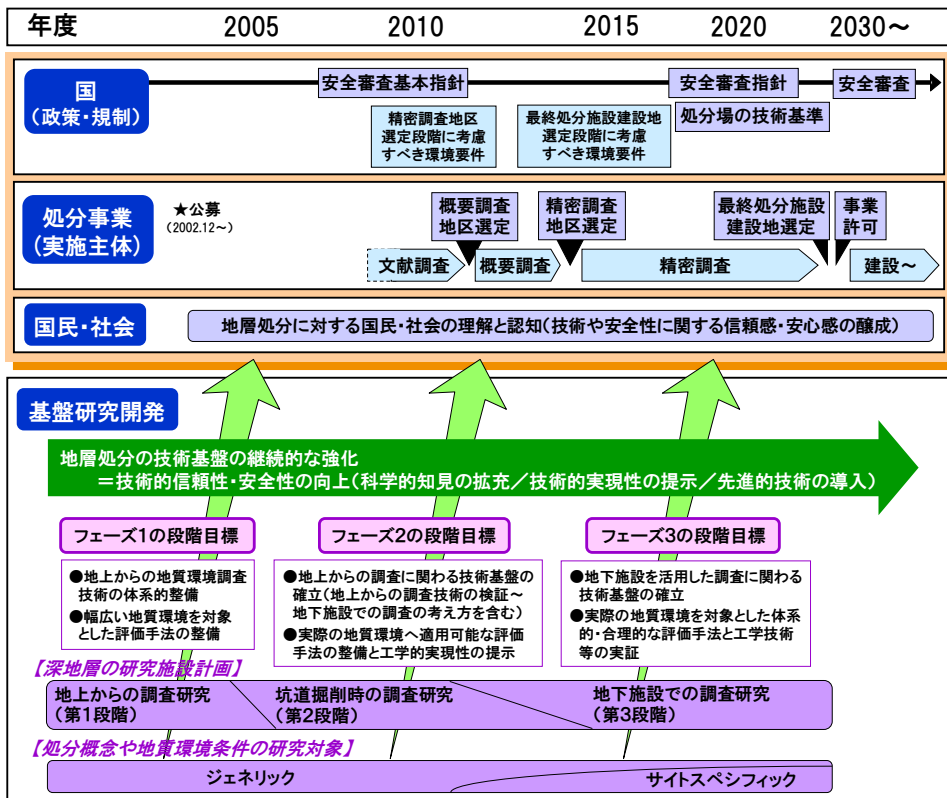 年度 2005 2010 2015 2020 2030～
国
(政策・規制)
安全審査基本指針
安全審査指針
安全審査
処分場の技術基準
精密調査地区
選定段階に考慮
すべき環境要件
最終処分施設建設地
選定段階に考慮
すべき環境要件
処分事業
(実施主体)
★公募
(2002.12～)
概要調査
地区選定
精密調査
地区選定
最終処分施設
建設地選定
事業
許可
文献調査
概要調査
精密調査
建設～
国民・社会
地層処分に対する国民・社会の理解と認知(技術や安全性に関する信頼感・安心感の醸成)
基盤研究開発
地層処分の技術基盤の継続的な強化
＝技術的信頼性・安全性の向上(科学的知見の拡充／技術的実現性の提示／先進的技術の導入)
フェーズ1の段階目標
●地上からの地質環境調査
技術の体系的整備
●幅広い地質環境を対象
とした評価手法の整備
フェーズ2の段階目標
●地上からの調査に関わる技術基盤の
確立(地上からの調査技術の検証～
地下施設での調査の考え方を含む)
●実際の地質環境へ適用可能な評価
手法の整備と工学的実現性の提示
フェーズ3の段階目標
●地下施設を活用した調査に関わる
技術基盤の確立
●実際の地質環境を対象とした体系
的・合理的な評価手法と工学技術
等の実証
【深地層の研究施設計画】
地上からの調査研究
(第1段階)
坑道掘削時の調査研究
(第2段階)
地下施設での調査研究
(第3段階)
【処分概念や地質環境条件の研究対象】
ジェネリック
サイトスペシフィック